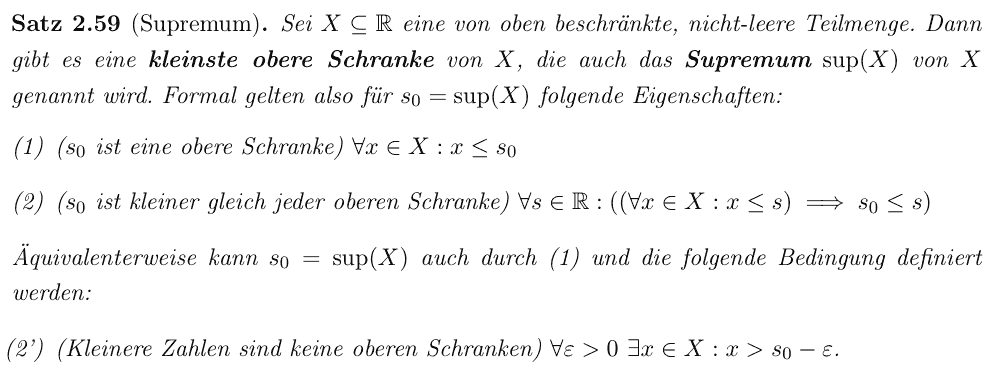 Satz 2.59 (Supremum). Sei X ⊆ ℝ eine von oben beschränkte, nicht-leere Teilmenge. Dann
gibt es eine kleinste obere Schranke von X, die auch das Supremum sup(X) von X
genannt wird. Formal gelten also für s₀ = sup(X) folgende Eigenschaften:
(1) (s₀ ist eine obere Schranke) ∀x ∈ X : x ≤ s₀
(2) (s₀ ist kleiner gleich jeder oberen Schranke) ∀s ∈ ℝ : ((∀x ∈ X : x ≤ s) ⟹ s₀ ≤ s)
Äquivalenterweise kann s₀ = sup(X) auch durch (1) und die folgende Bedingung definiert
werden:
(2') (Kleinere Zahlen sind keine oberen Schranken) ∀ε > 0 ∃x ∈ X : x > s₀ − ε.